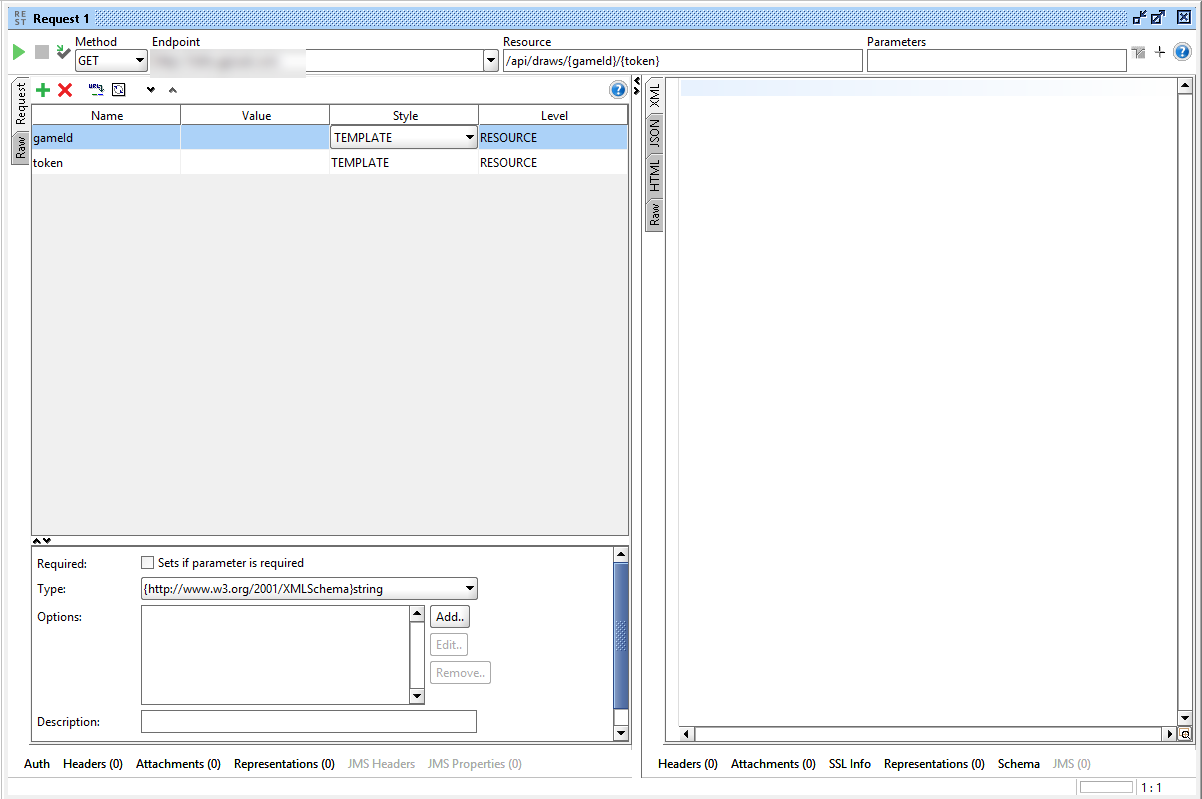 RE
ST
Request 1
Method Endpoint Resource Parameters
GET /api/draws/{gameId}/{token}
Request
Raw
Name Value Style Level
gameId TEMPLATE RESOURCE
token TEMPLATE RESOURCE
XML
JSON
HTML
Raw
Required: Sets if parameter is required
Type: {http://www.w3.org/2001/XMLSchema}string
Options: Add..
Edit..
Remove..
Description:
Auth Headers (0) Attachments (0) Representations (0) JMS Headers JMS Properties (0)
Headers (0) Attachments (0) SSL Info Representations (0) Schema JMS (0)
1 : 1